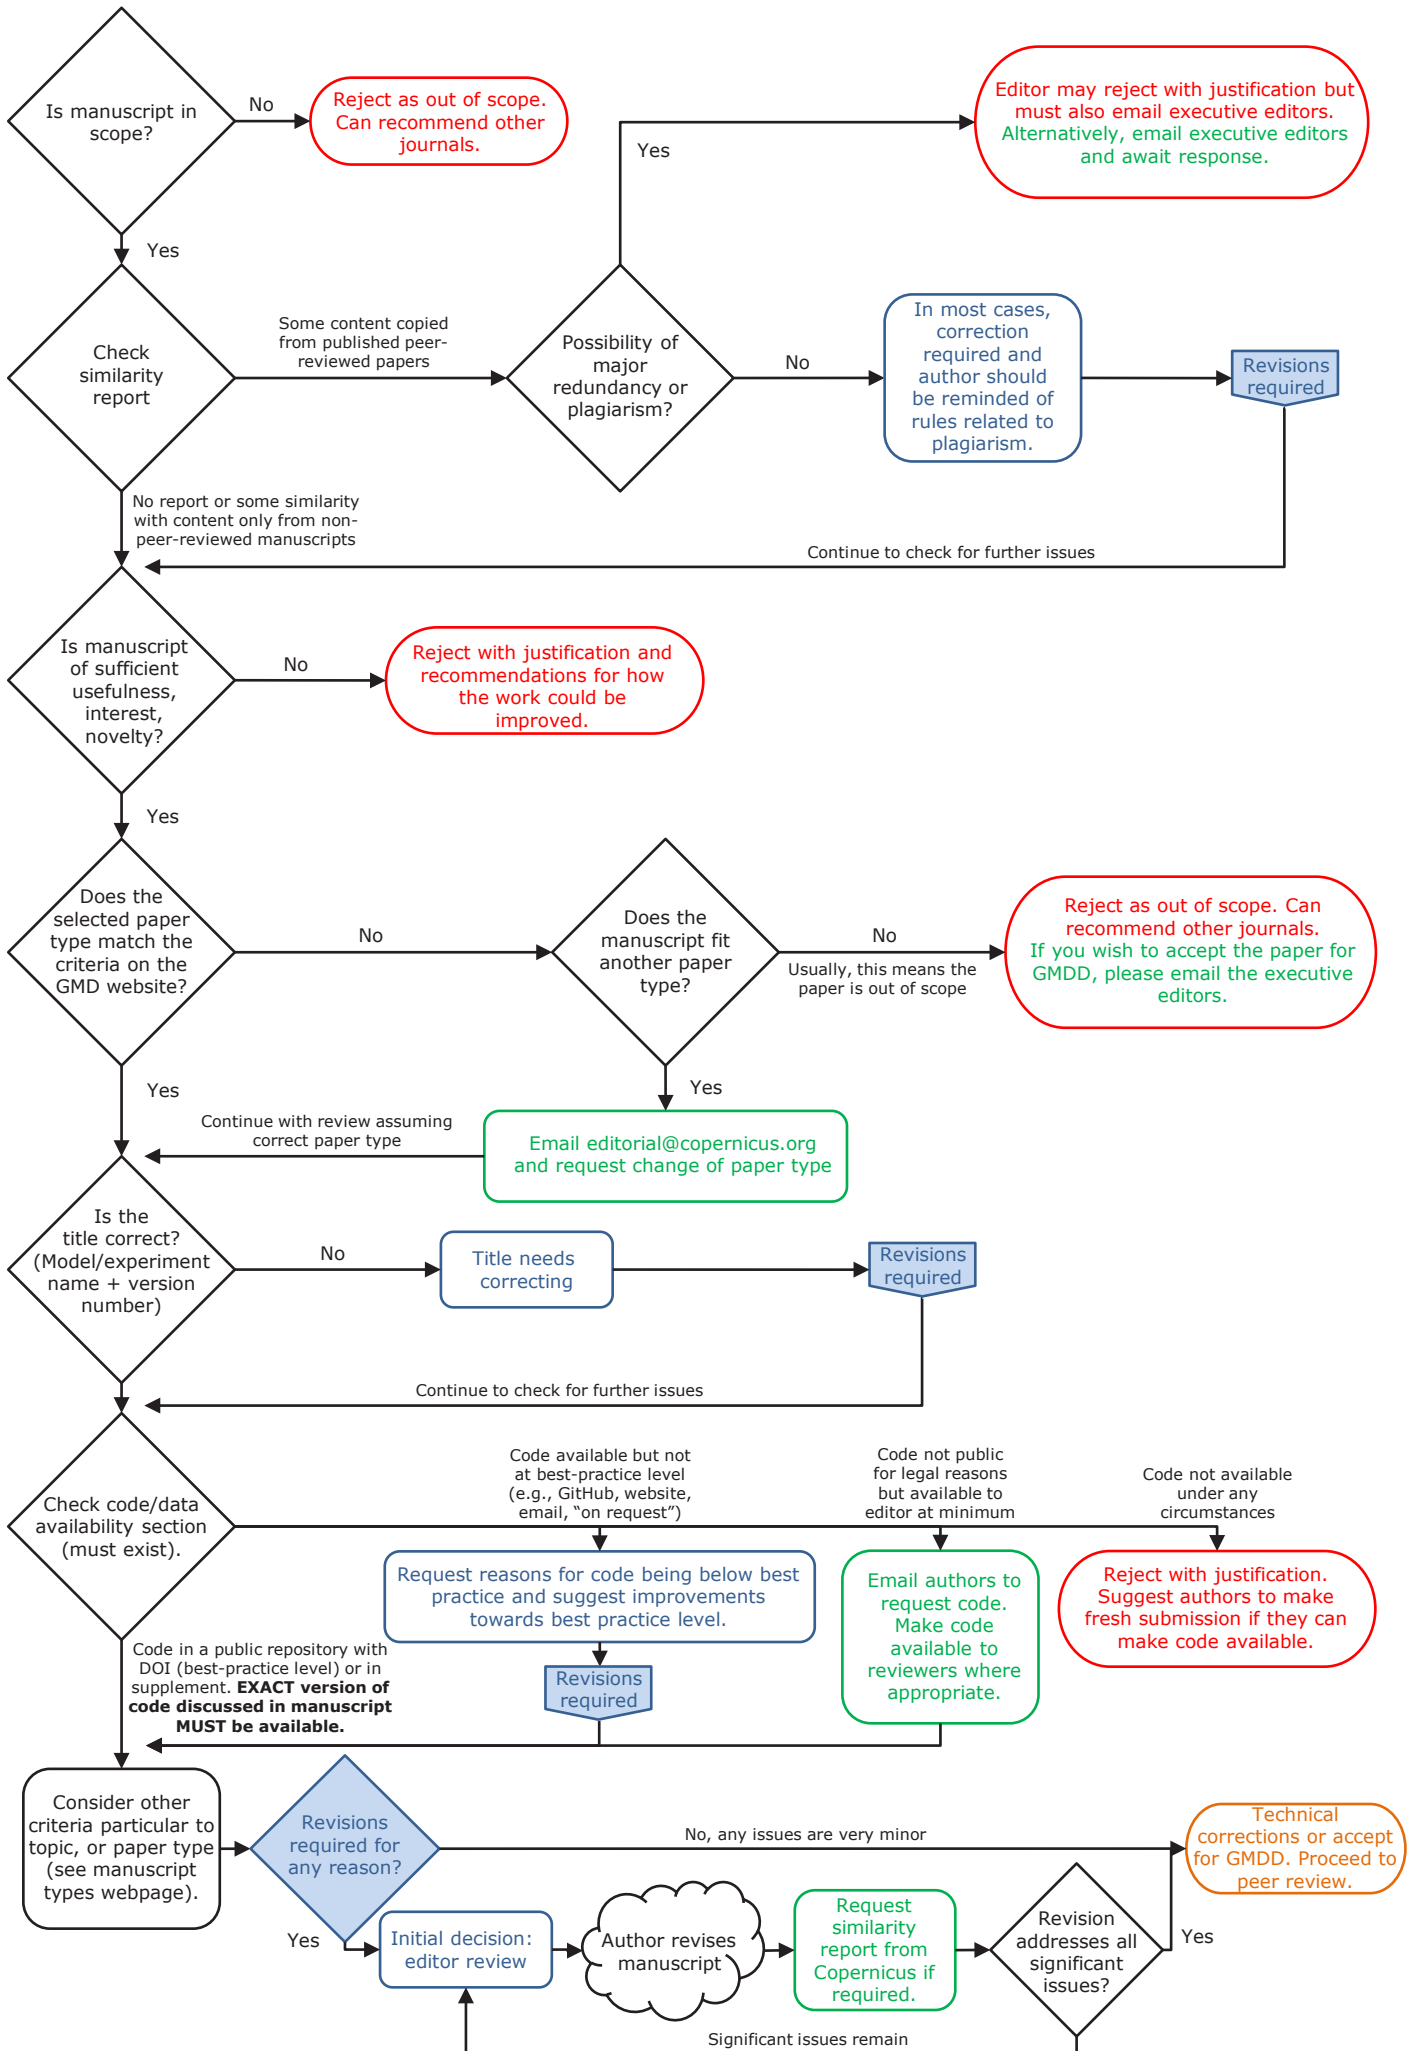 Is manuscript in
scope?
No
Reject as out of scope.
Can recommend other
journals.
Yes
Editor may reject with justification but
must also email executive editors.
Alternatively, email executive editors
and await response.
Yes
Check
similarity
report
Some content copied
from published peer-
reviewed papers
Possibility of
major
redundancy or
plagiarism?
No
In most cases,
correction
required and
author should
be reminded of
rules related to
plagiarism.
Revisions
required
No report or some similarity
with content only from non-
peer-reviewed manuscripts
Continue to check for further issues
Is manuscript
of sufficient
usefulness,
interest,
novelty?
No
Reject with justification and
recommendations for how
the work could be
improved.
Yes
Does the
selected paper
type match the
criteria on the
GMD website?
No
Does the
manuscript fit
another paper
type?
No
Usually, this means the
paper is out of scope
Reject as out of scope. Can
recommend other journals.
If you wish to accept the paper for
GMDD, please email the executive
editors.
Yes
Yes
Continue with review assuming
correct paper type
Email editorial@copernicus.org
and request change of paper type
Is the
title correct?
(Model/experiment
name + version
number)
No
Title needs
correcting
Revisions
required
Continue to check for further issues
Check code/data
availability section
(must exist).
Code available but not
at best-practice level
(e.g., GitHub, website,
email, “on request”)
Code not public
for legal reasons
but available to
editor at minimum
Code not available
under any
circumstances
Request reasons for code being below best
practice and suggest improvements
towards best practice level.
Revisions
required
Email authors to
request code.
Make code
available to
reviewers where
appropriate.
Reject with justification.
Suggest authors to make
fresh submission if they can
make code available.
Code in a public repository with
DOI (best-practice level) or in
supplement. EXACT version of
code discussed in manuscript
MUST be available.
Consider other
criteria particular to
topic, or paper type
(see manuscript
types webpage).
Revisions
required for
any reason?
No, any issues are very minor
Technical
corrections or accept
for GMDD. Proceed to
peer review.
Yes
Initial decision:
editor review
Author revises
manuscript
Request
similarity
report from
Copernicus if
required.
Revision
addresses all
significant
issues?
Yes
Significant issues remain